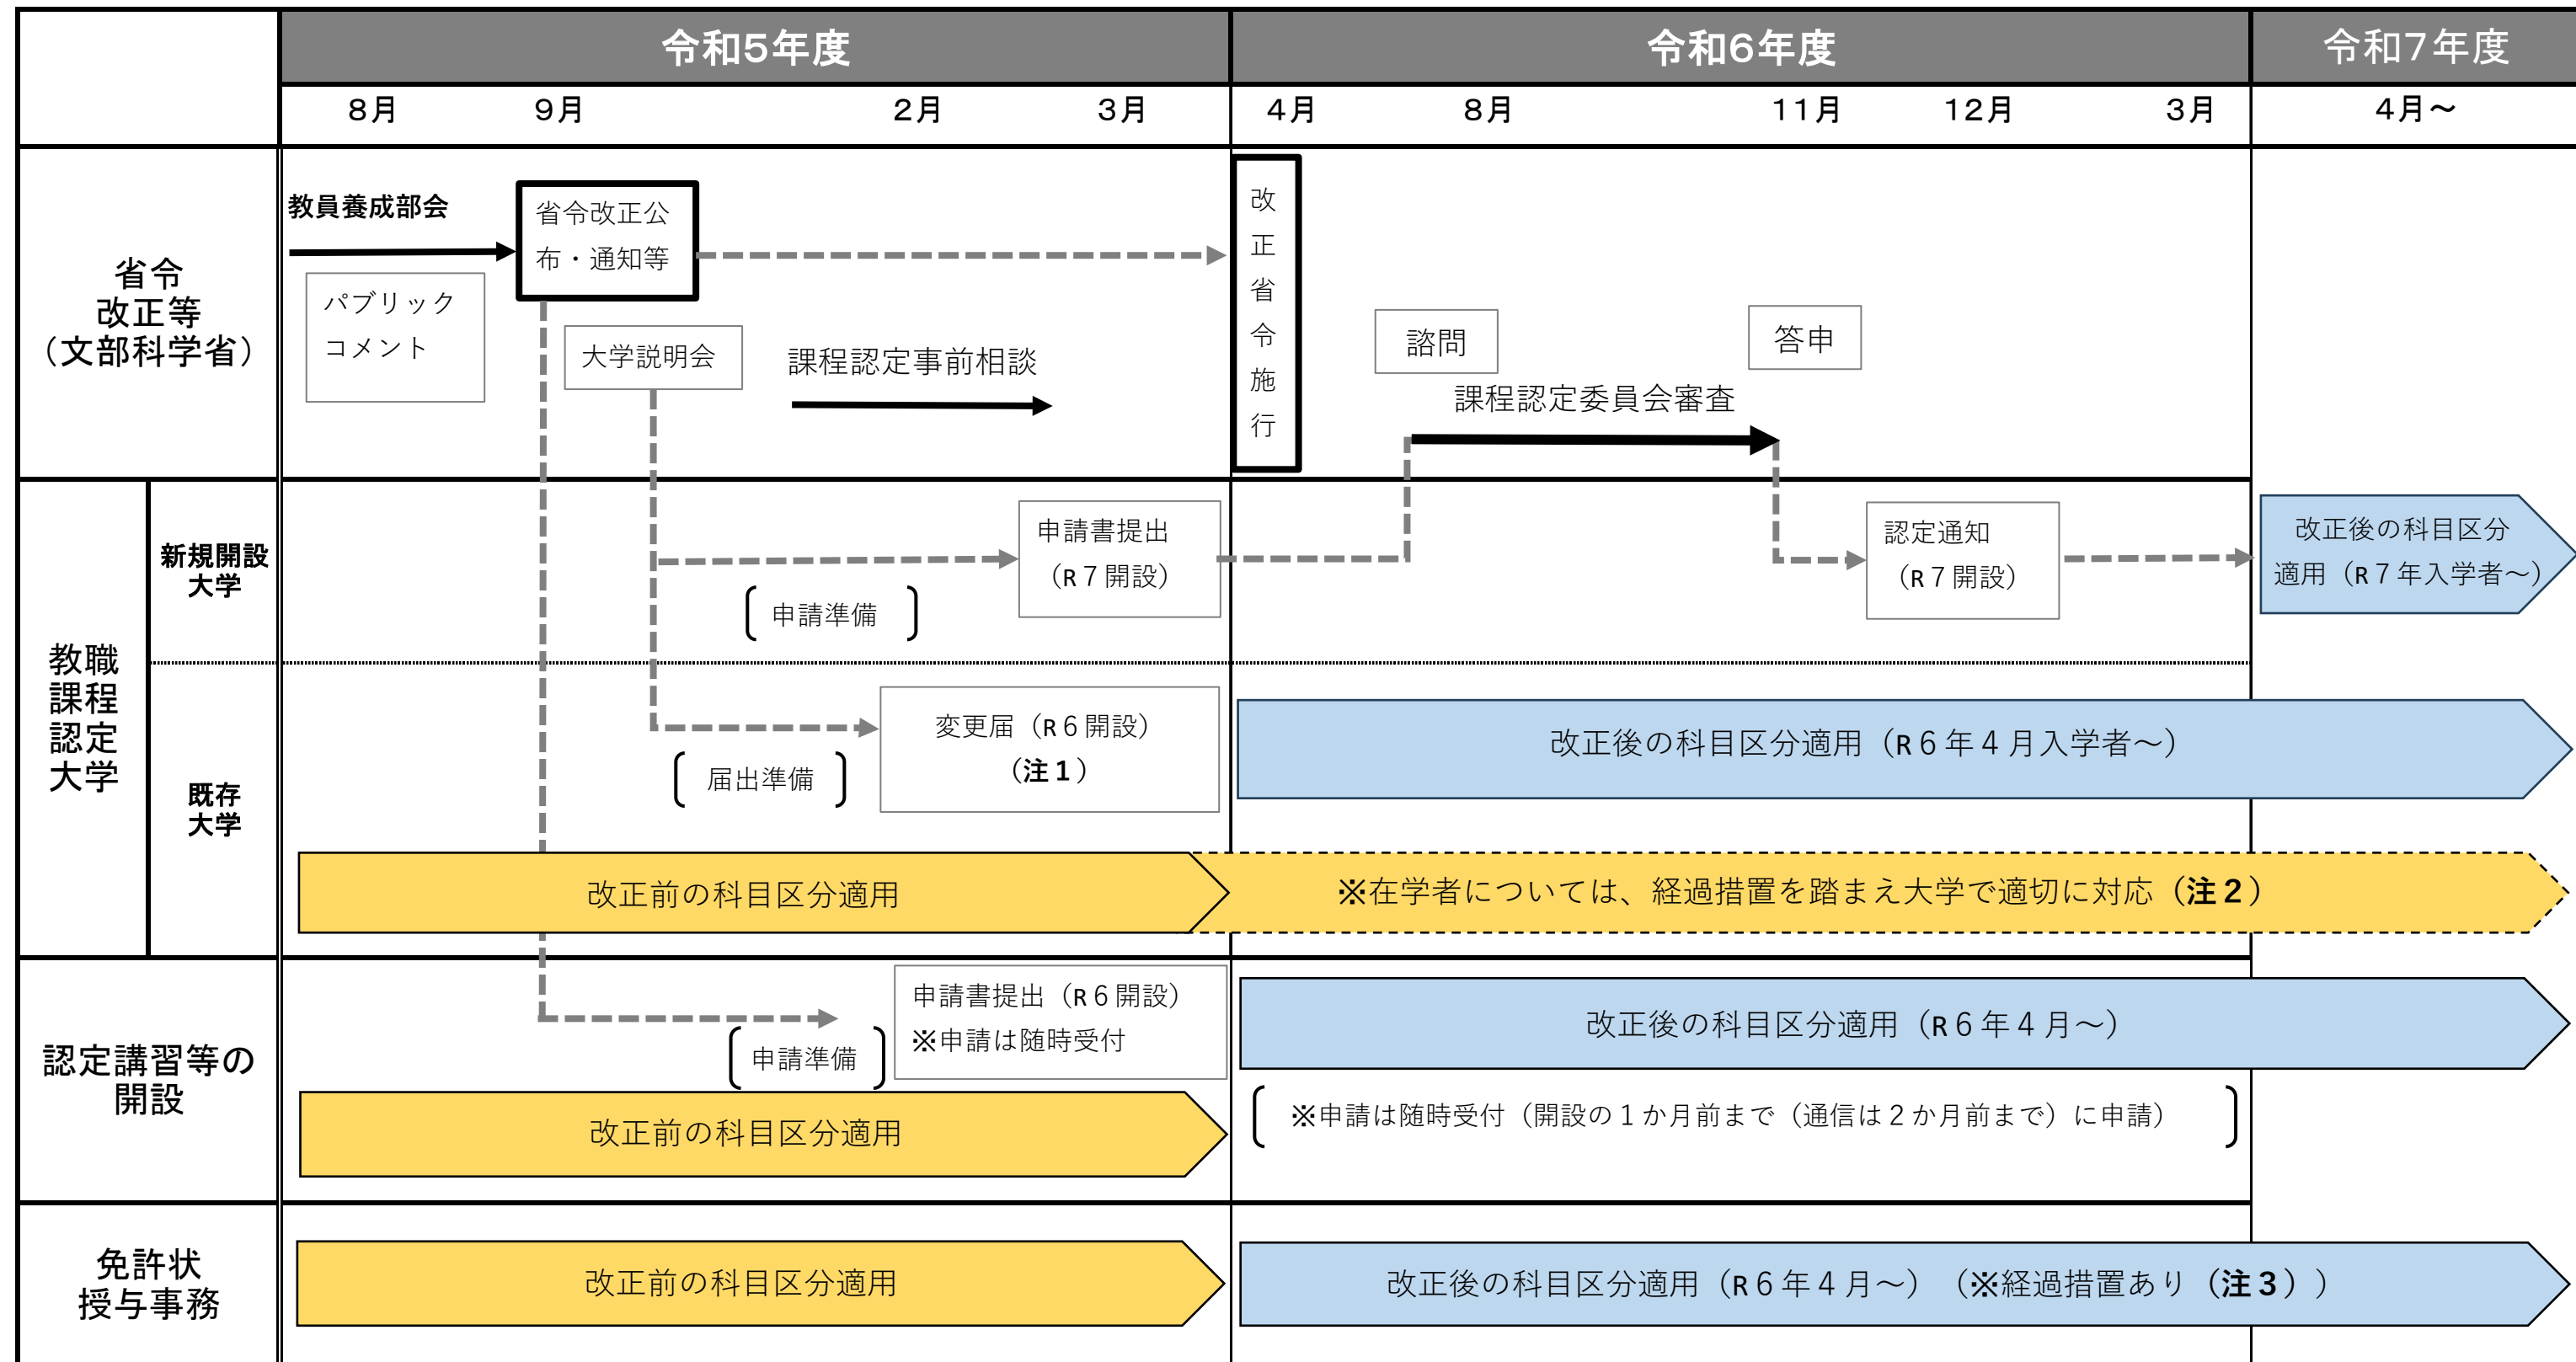 令和5年度
令和6年度
令和7年度
8月
9月
2月
3月
4月
8月
11月
12月
3月
4月~
省令
改正等
(文部科学省)
教員養成部会
省令改正公
布・通知等
パブリック
コメント
大学説明会
課程認定事前相談
改
正
省
令
施
行
諮問
答申
課程認定委員会審査
教職
課程
認定
大学
新規開設
大学
申請書提出
(R7開設)
申請準備
認定通知
(R7開設)
改正後の科目区分
適用(R7年入学者~)
既存
大学
変更届(R6開設)
(注1)
届出準備
改正後の科目区分適用(R6年4月入学者~)
改正前の科目区分適用
※在学者については、経過措置を踏まえ大学で適切に対応(注2)
認定講習等の
開設
申請書提出(R6開設)
※申請は随時受付
申請準備
改正後の科目区分適用(R6年4月~)
改正前の科目区分適用
※申請は随時受付(開設の1か月前まで(通信は2か月前まで)に申請)
免許状
授与事務
改正前の科目区分適用
改正後の科目区分適用(R6年4月~)(※経過措置あり(注3))